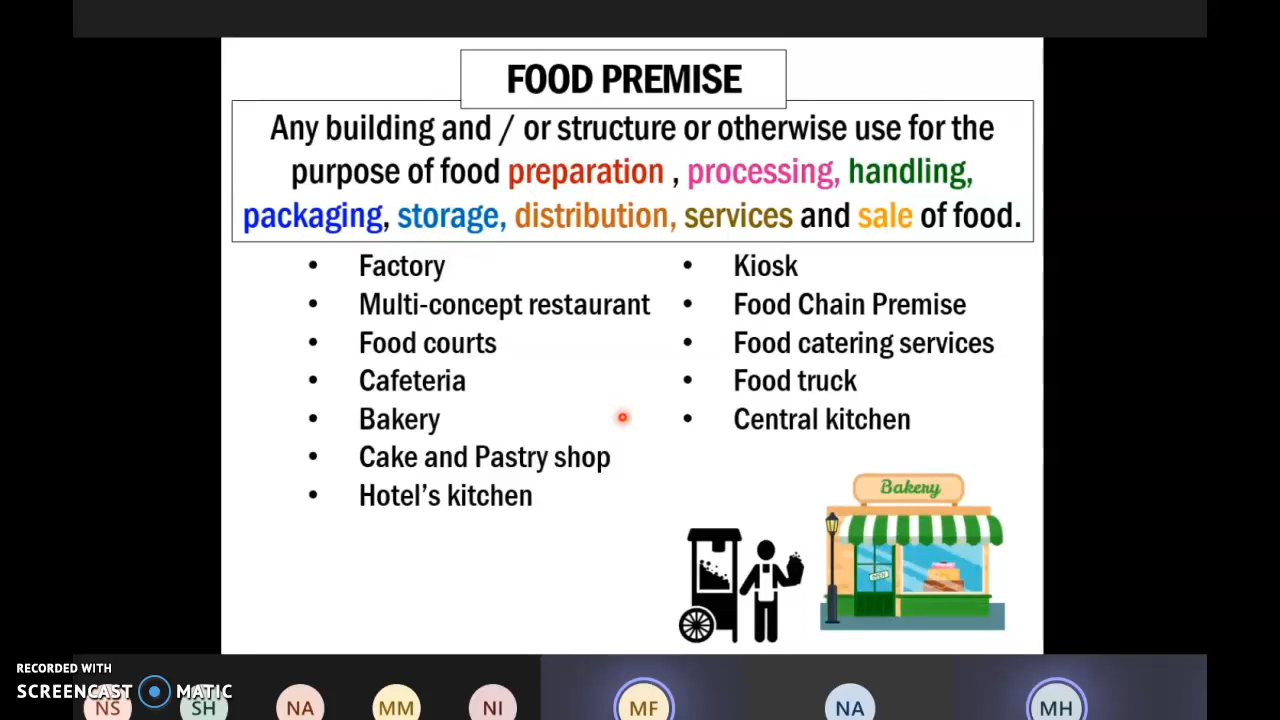 FOOD PREMISE
Any building and / or structure or otherwise use for the
purpose of food preparation , processing, handling,
packaging, storage, distribution, services and sale of food.
• Factory
• Multi-concept restaurant
• Food courts
• Cafeteria
• Bakery
• Cake and Pastry shop
• Hotel’s kitchen
• Kiosk
• Food Chain Premise
• Food catering services
• Food truck
• Central kitchen
Bakery
OPEN
RECORDED WITH
SCREENCAST MATIC
NS SH NA MM NI MF NA MH